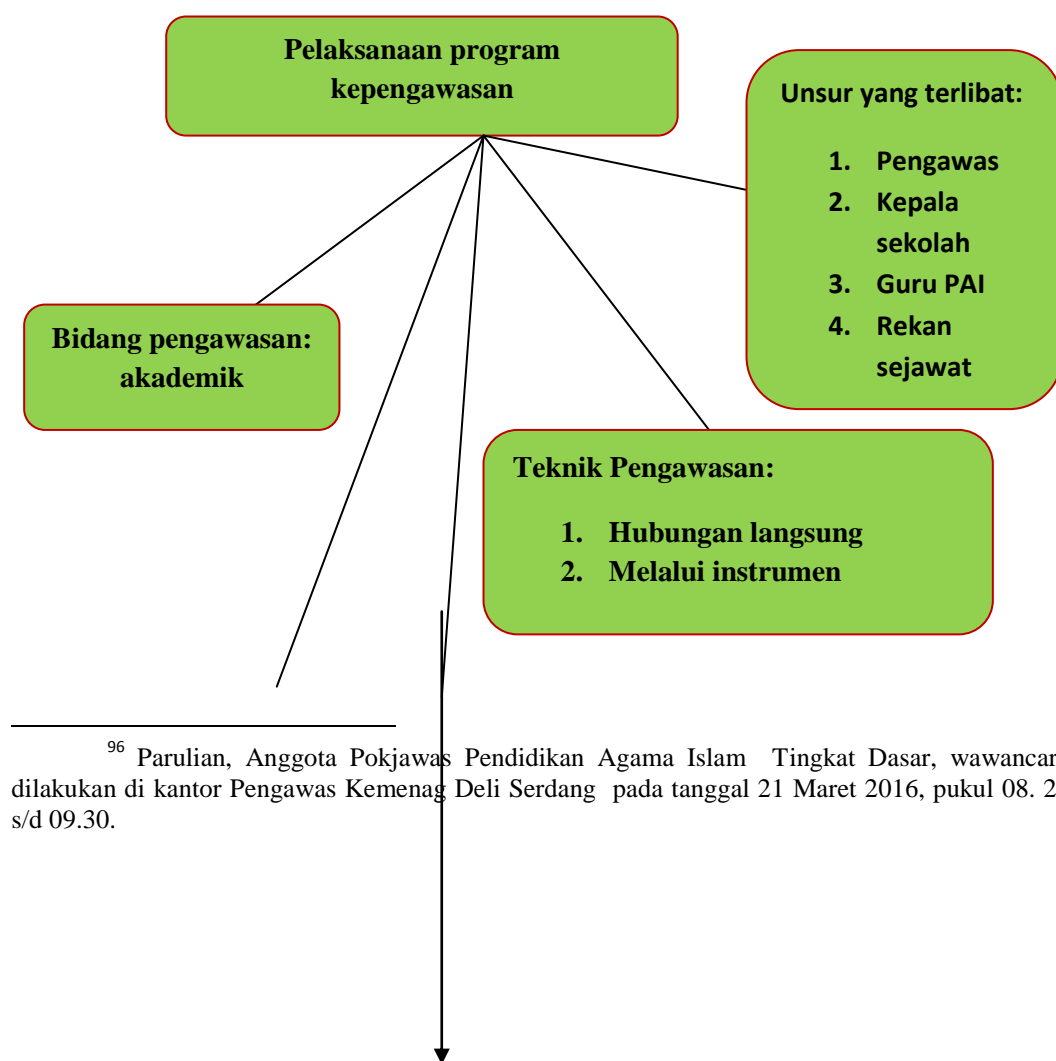 Pelaksanaan program
kepengawasan
Unsur yang terlibat:
1. Pengawas
2. Kepala
sekolah
3. Guru PAI
4. Rekan
sejawat
Bidang pengawasan:
akademik
Teknik Pengawasan:
1. Hubungan langsung
2. Melalui instrumen
96 Parulian, Anggota Pokjawas Pendidikan Agama Islam Tingkat Dasar,
dilakukan di kantor Pengawas Kemenag Deli Serdang pada tanggal 21 Maret 2016, pukul 08. 2
s/d 09.30.